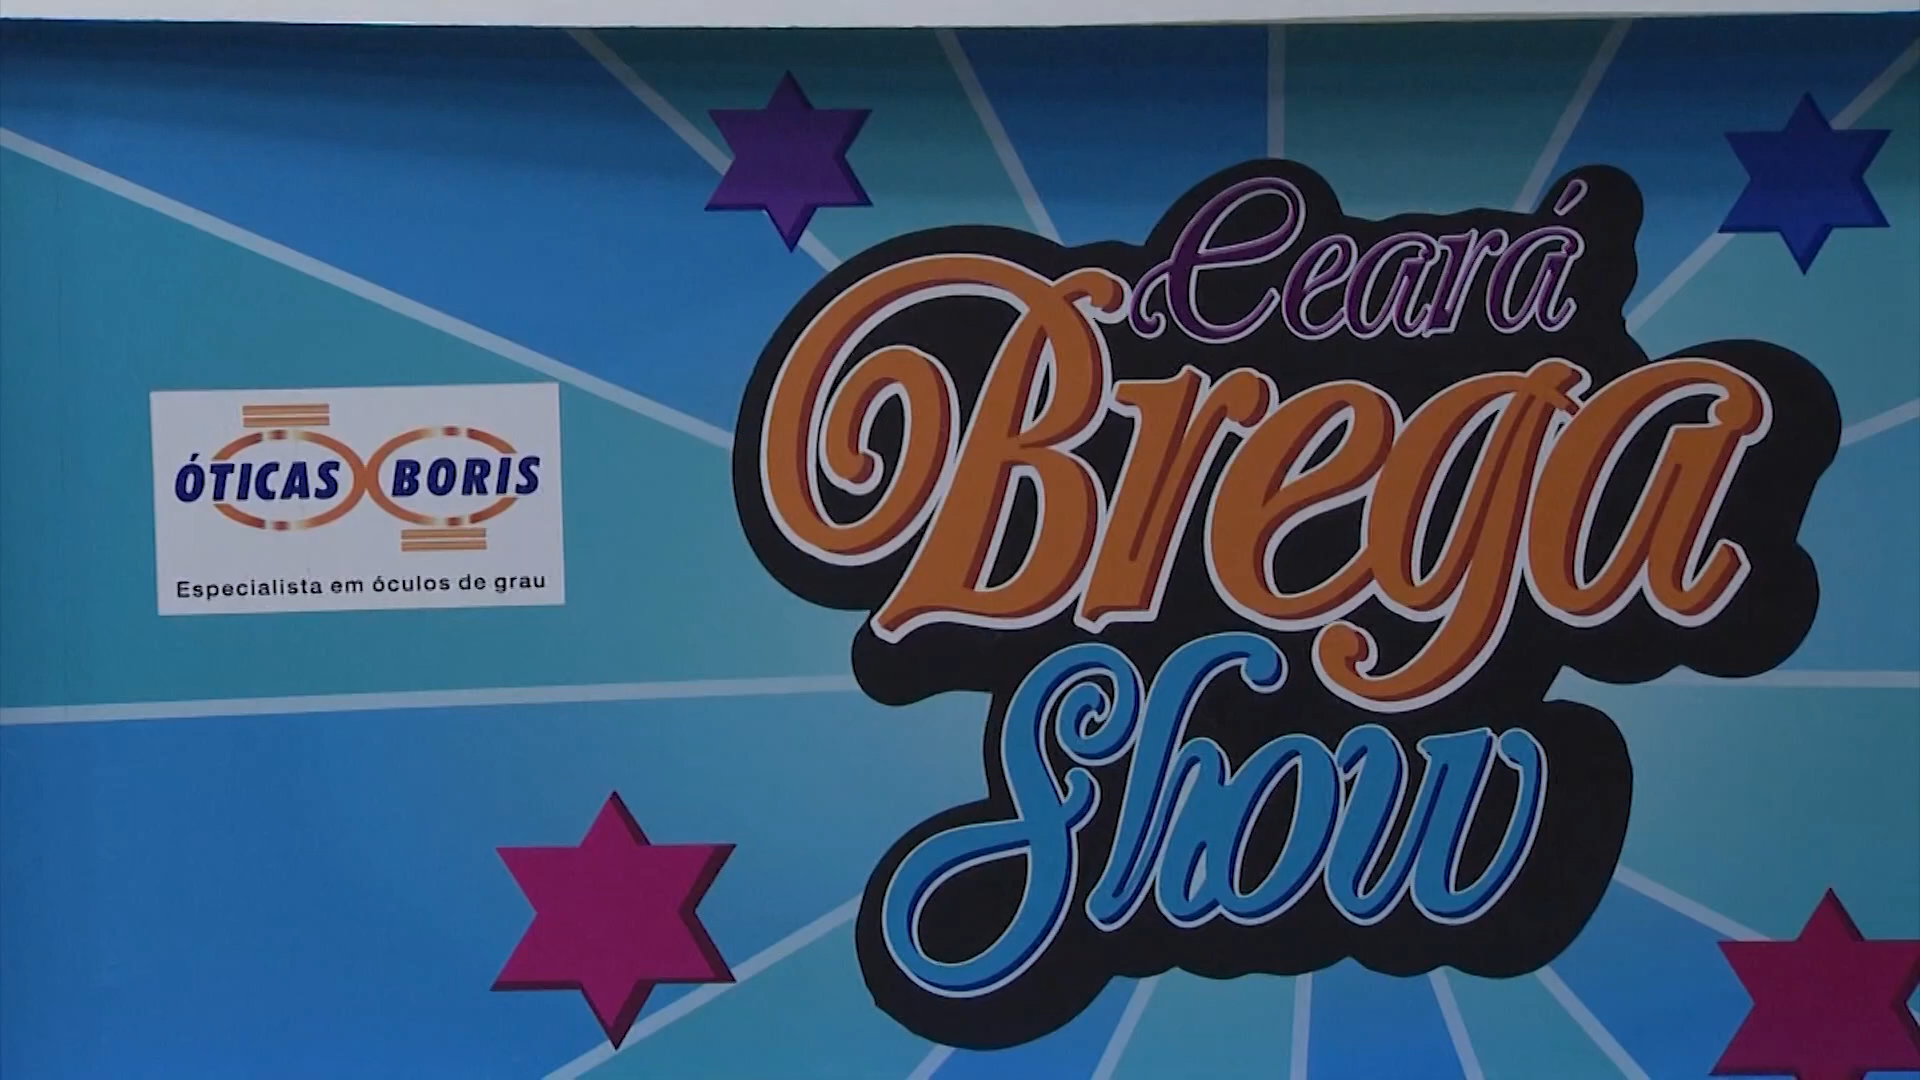 ÓTICAS BORIS
Especialista em óculos de grau
Ceará
Brega
Show